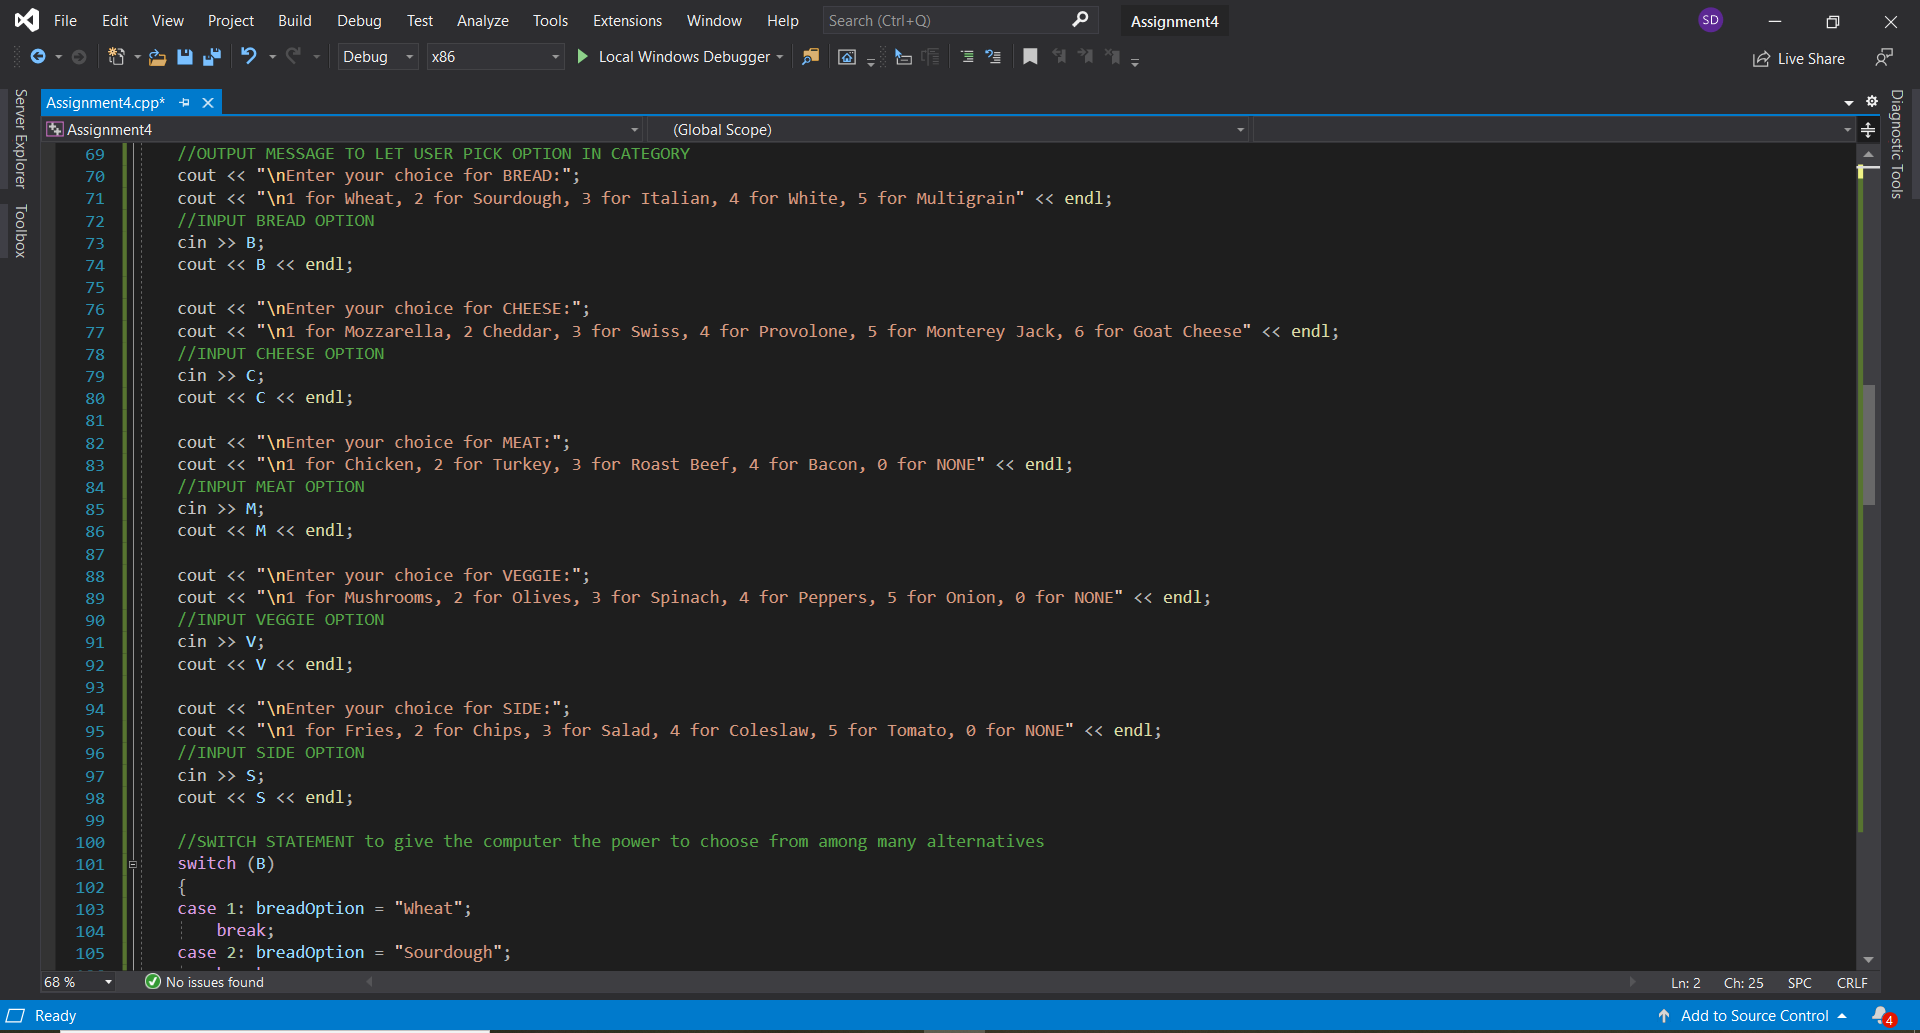 File Edit View Project Build Debug Test Analyze Tools Extensions Window Help Search (Ctrl+Q) Assignment4 SD
Debug x86 Local Windows Debugger Live Share
Server Explorer
Toolbox
Diagnostic Tools
Assignment4.cpp*
Assignment4 (Global Scope)
69 //OUTPUT MESSAGE TO LET USER PICK OPTION IN CATEGORY
70 cout << "\nEnter your choice for BREAD:";
71 cout << "\n1 for Wheat, 2 for Sourdough, 3 for Italian, 4 for White, 5 for Multigrain" << endl;
72 //INPUT BREAD OPTION
73 cin >> B;
74 cout << B << endl;
75
76 cout << "\nEnter your choice for CHEESE:";
77 cout << "\n1 for Mozzarella, 2 Cheddar, 3 for Swiss, 4 for Provolone, 5 for Monterey Jack, 6 for Goat Cheese" << endl;
78 //INPUT CHEESE OPTION
79 cin >> C;
80 cout << C << endl;
81
82 cout << "\nEnter your choice for MEAT:";
83 cout << "\n1 for Chicken, 2 for Turkey, 3 for Roast Beef, 4 for Bacon, 0 for NONE" << endl;
84 //INPUT MEAT OPTION
85 cin >> M;
86 cout << M << endl;
87
88 cout << "\nEnter your choice for VEGGIE:";
89 cout << "\n1 for Mushrooms, 2 for Olives, 3 for Spinach, 4 for Peppers, 5 for Onion, 0 for NONE" << endl;
90 //INPUT VEGGIE OPTION
91 cin >> V;
92 cout << V << endl;
93
94 cout << "\nEnter your choice for SIDE:";
95 cout << "\n1 for Fries, 2 for Chips, 3 for Salad, 4 for Coleslaw, 5 for Tomato, 0 for NONE" << endl;
96 //INPUT SIDE OPTION
97 cin >> S;
98 cout << S << endl;
99
100 //SWITCH STATEMENT to give the computer the power to choose from among many alternatives
101 switch (B)
102 {
103 case 1: breadOption = "Wheat";
104 break;
105 case 2: breadOption = "Sourdough";
68 % No issues found Ln: 2 Ch: 25 SPC CRLF
Ready Add to Source Control 4